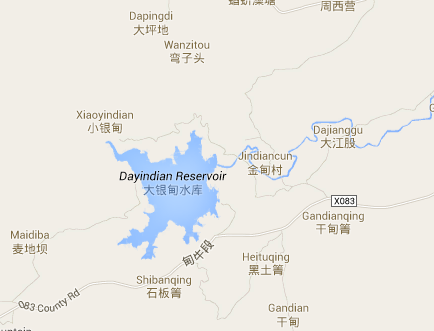 Dapingdi
大坪地
周西营
Wanzitou
弯子头
Xiaoyindian
小银甸
Dajianggu
大江股
Jindiancun
金甸村
Dayindian Reservoir
大银甸水库
X083
Gandianqing
干甸箐
Maidiba
麦地坝
甸牛段
Heituqing
黑土箐
Shibanqing
石板箐
083 County Rd
Gandian
干甸